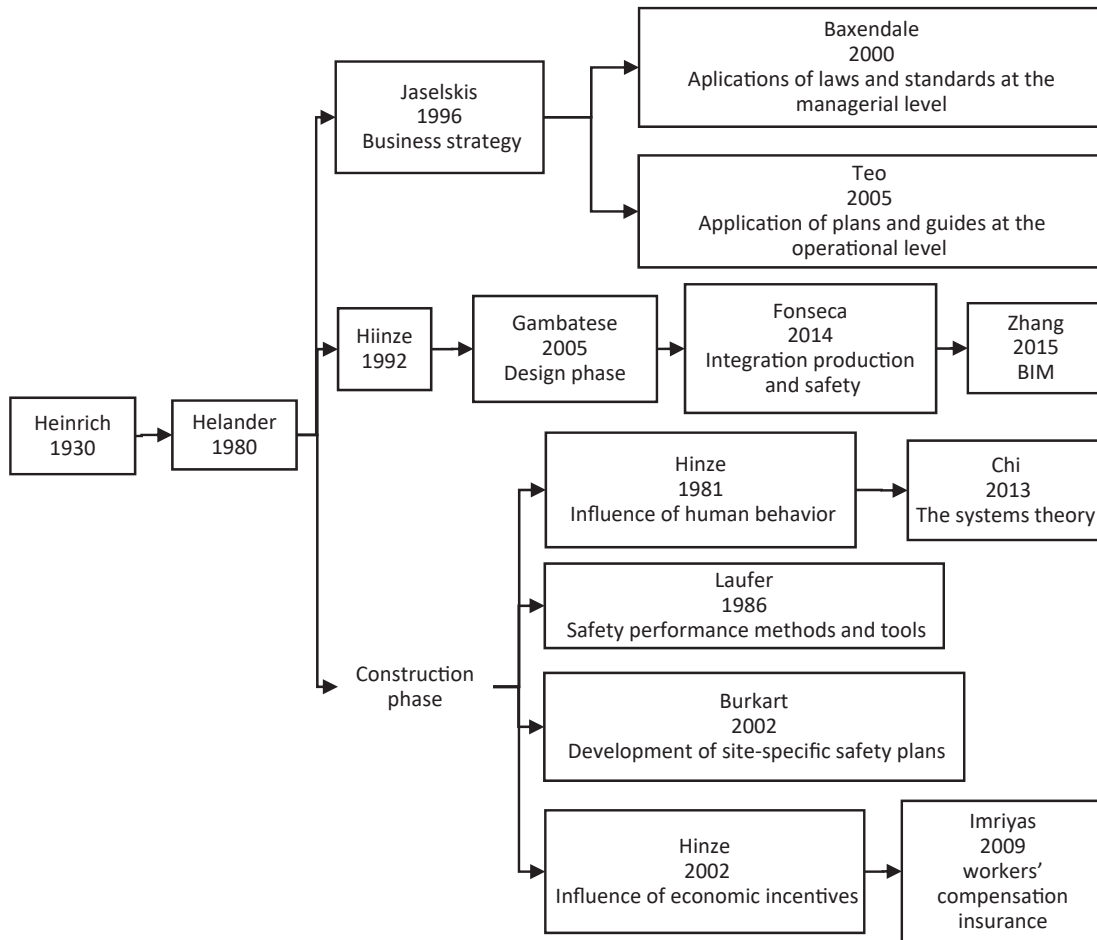 Baxendale
2000
Aplications of laws and standards at the
managerial level
Jaselskis
1996
Business strategy
Teo
2005
Application of plans and guides at the
operational level
Hiinze
1992
Gambatese
2005
Design phase
Fonseca
2014
Integration production
and safety
Zhang
2015
BIM
Heinrich
1930
Helander
1980
Hinze
1981
Influence of human behavior
Chi
2013
The systems theory
Laufer
1986
Safety performance methods and tools
Construction
phase
Burkart
2002
Development of site-specific safety plans
Hinze
2002
Influence of economic incentives
Imriyas
2009
workers’
compensation
insurance